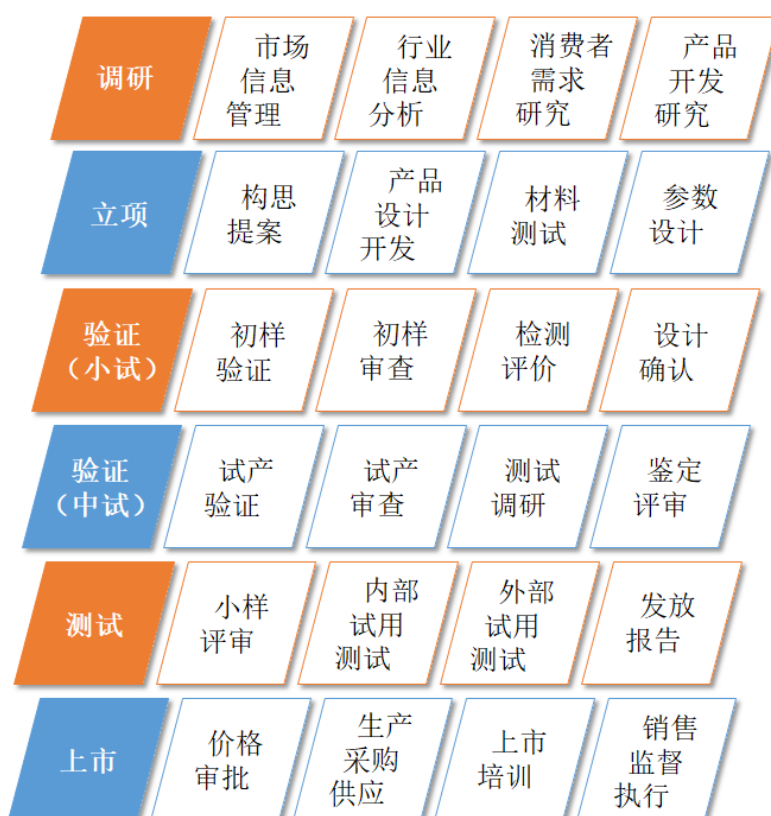 调研
市场
信息
管理
行业
信息
分析
消费者
需求
研究
产品
开发
研究
立项
构思
提案
产品
设计
开发
材料
测试
参数
设计
验证
（小试）
初样
验证
初样
审查
检测
评价
设计
确认
验证
（中试）
试产
验证
试产
审查
测试
调研
鉴定
评审
测试
小样
评审
内部
试用
测试
外部
试用
测试
发放
报告
上市
价格
审批
生产
采购
供应
上市
培训
销售
监督
执行